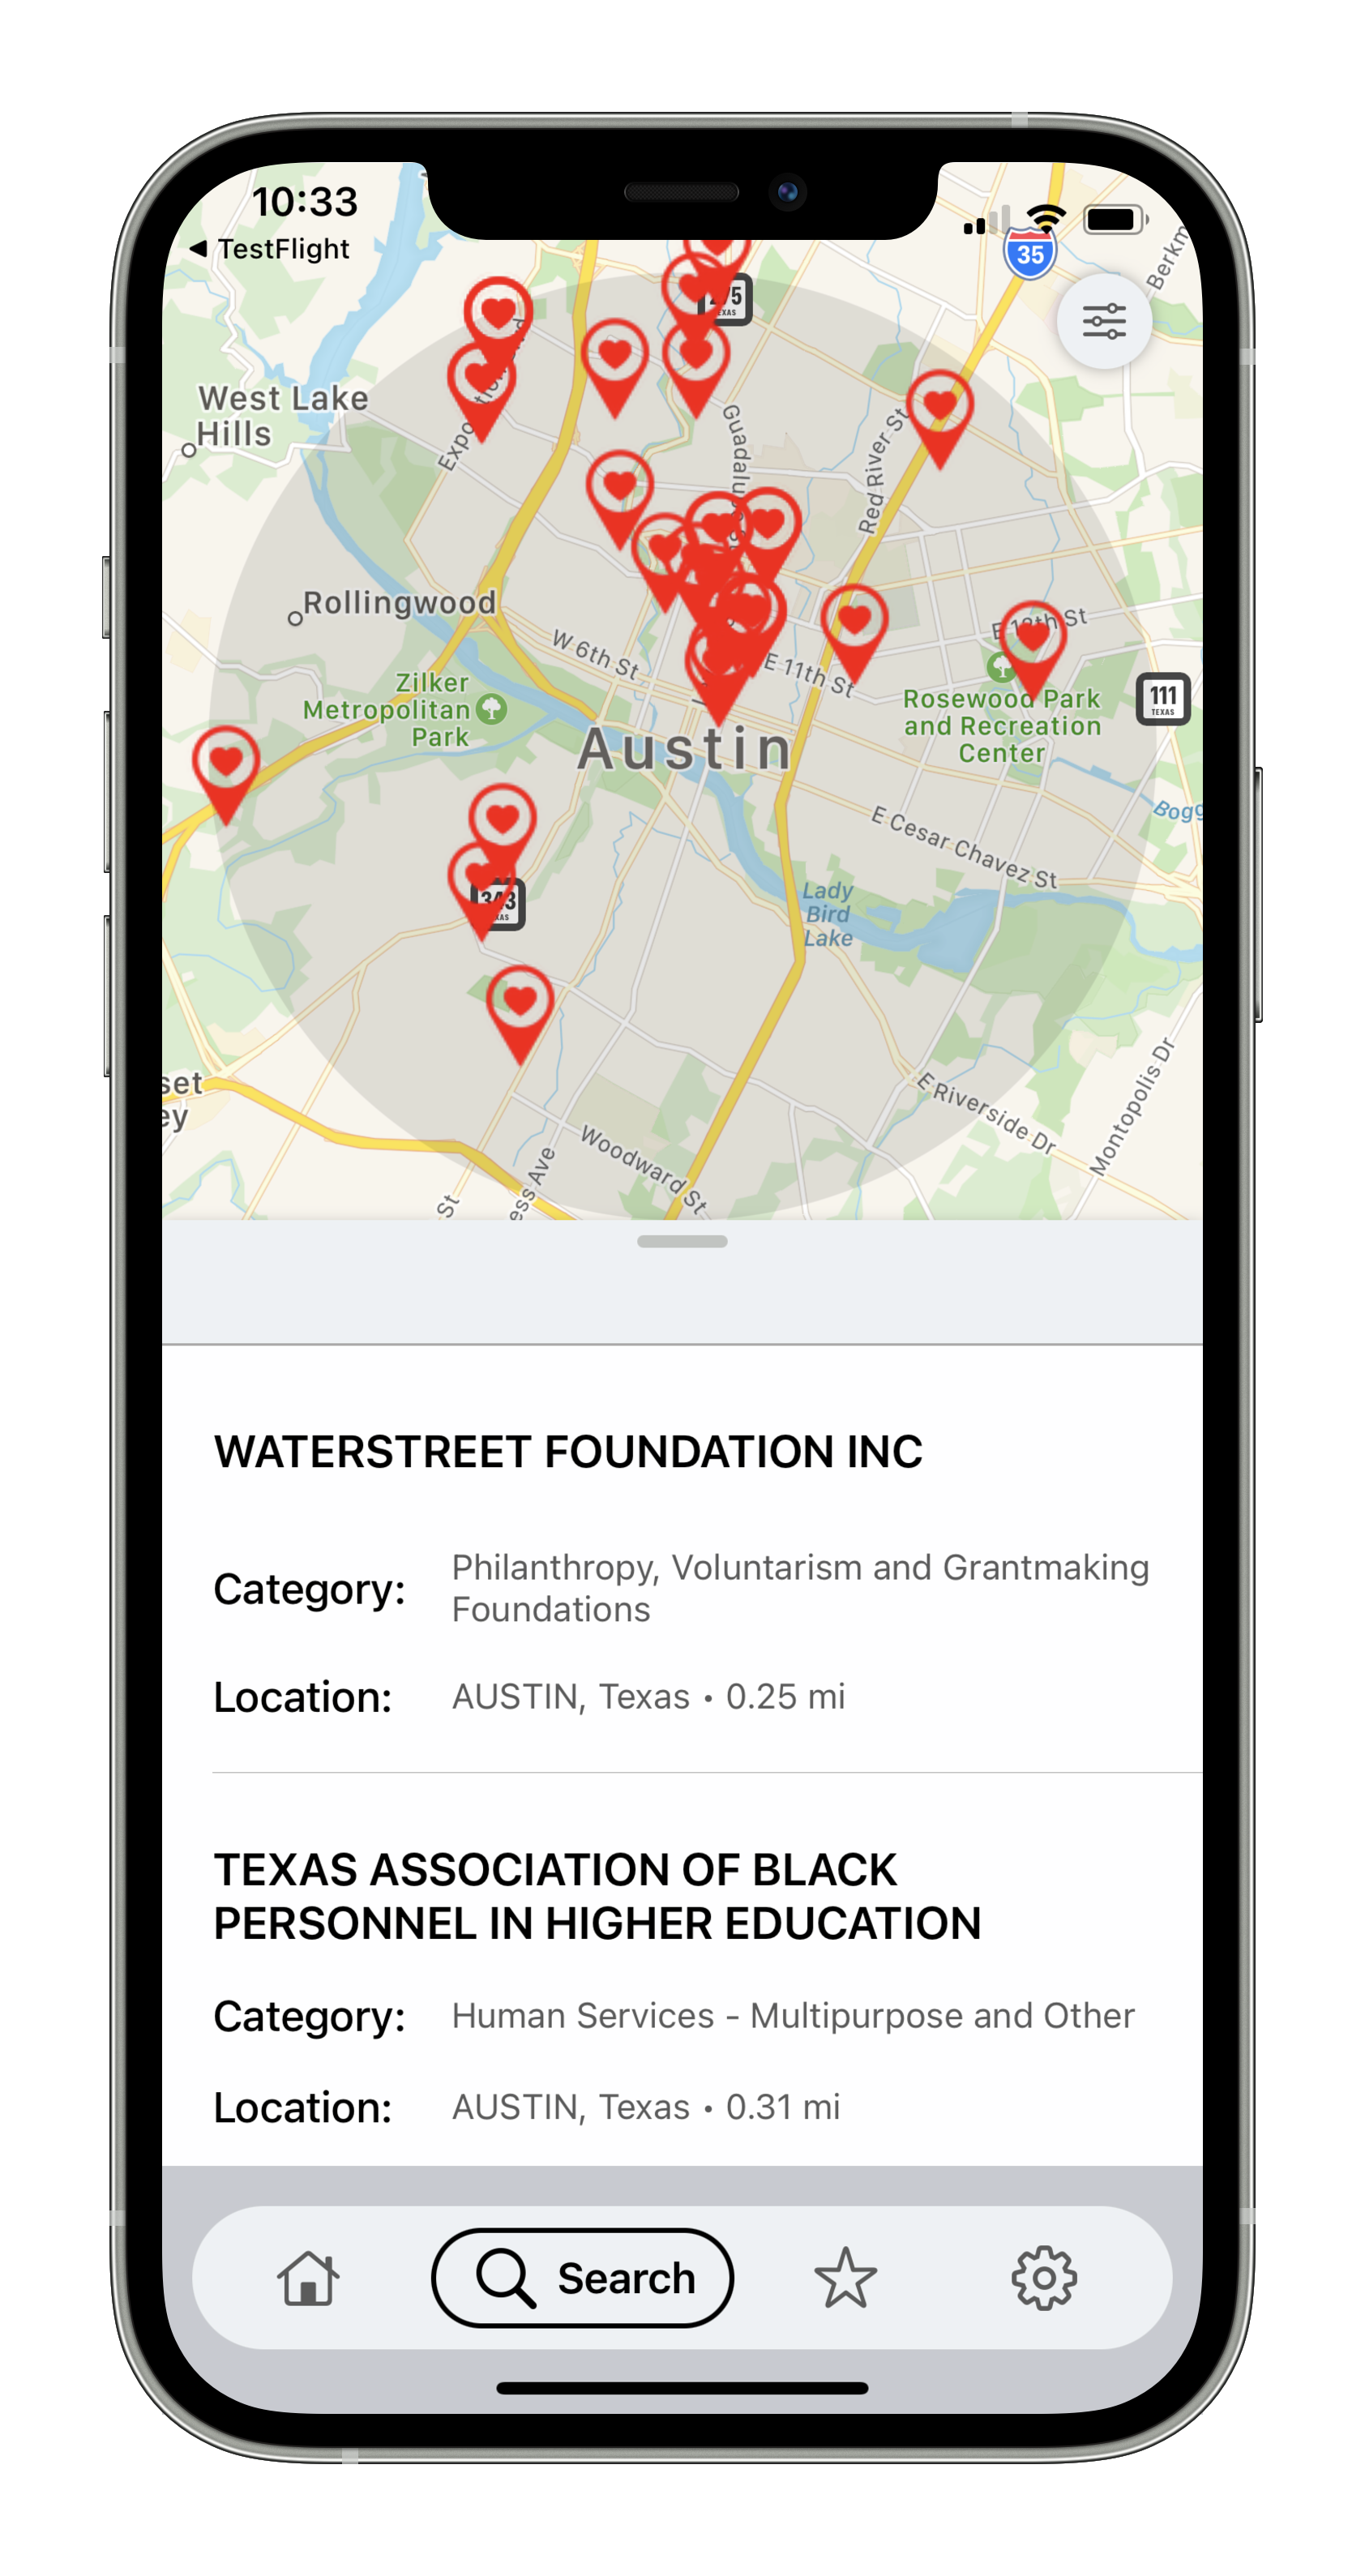 10:33
◀ TestFlight
35
Berkm
275
TEXAS
West Lake
Hills
Guadalupe St
Red River St
Rollingwood
W 6th St
E 11th St
Zilker
Metropolitan
Park
Rosewood Park
and Recreation
Center
111
TEXAS
Austin
Bogg
E Cesar Chavez St
343
TEXAS
Lady
Bird
Lake
set
ey
E Riverside Dr
Montopolis Dr
Woodward St
ess Ave
St
WATERSTREET FOUNDATION INC
Category:
Philanthropy, Voluntarism and Grantmaking
Foundations
Location:
AUSTIN, Texas • 0.25 mi
TEXAS ASSOCIATION OF BLACK
PERSONNEL IN HIGHER EDUCATION
Category:
Human Services - Multipurpose and Other
Location:
AUSTIN, Texas • 0.31 mi
Search